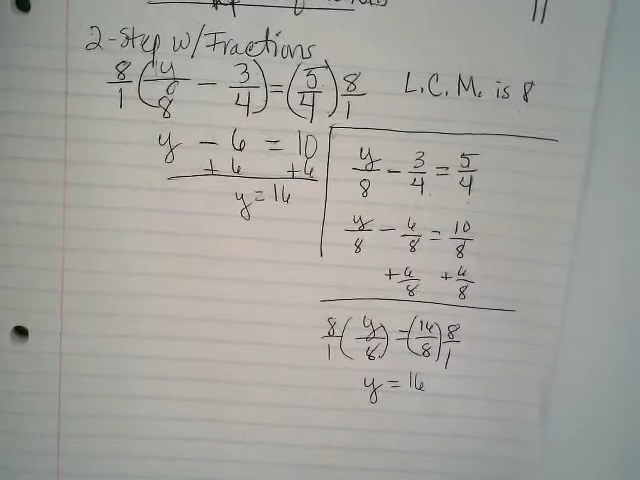 2-Step w/Fractions
8/1 (y/8 - 3/4) = (5/4) 8/1 L.C.M. is 8
y - 6 = 10
+6 +6
y = 16
y/8 - 3/4 = 5/4
y/8 - 6/8 = 10/8
+6/8 +6/8
8/1 (y/8) = (16/8) 8/1
y = 16